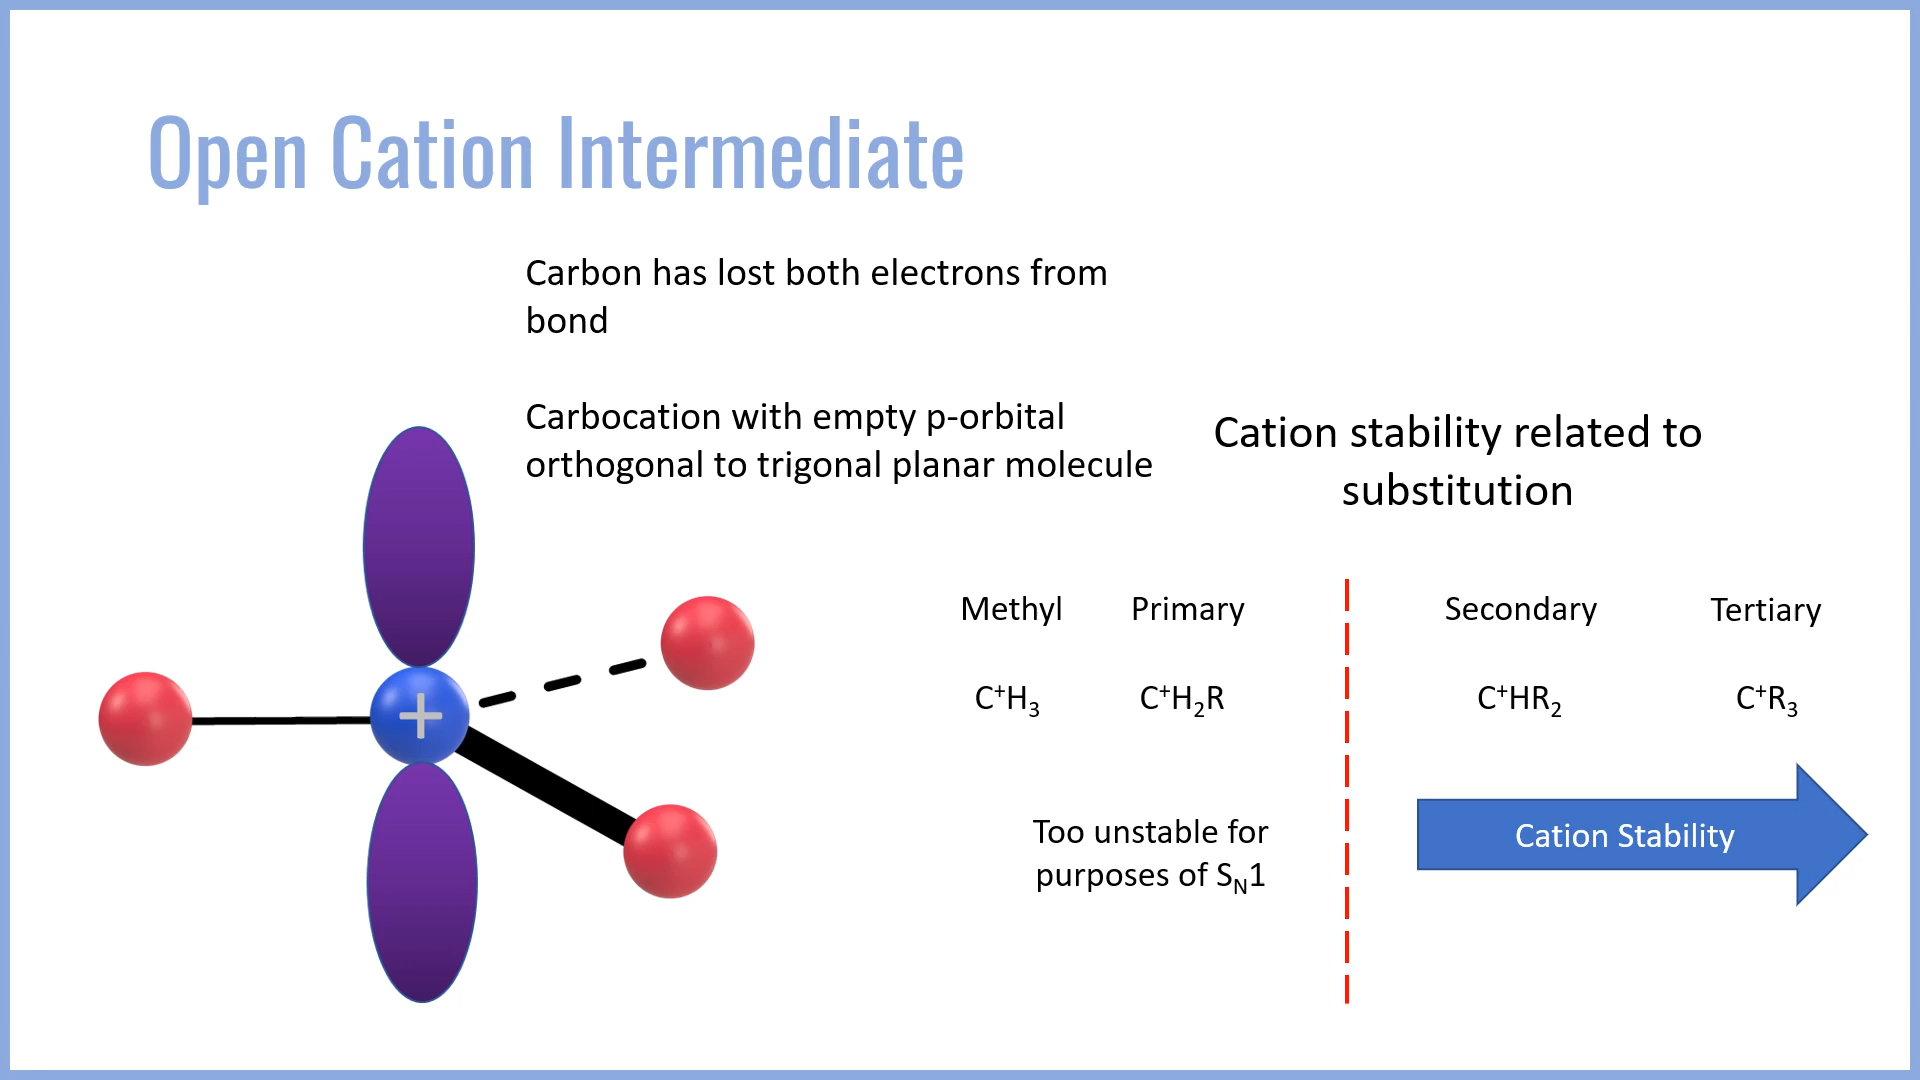 Open Cation Intermediate
Carbon has lost both electrons from
bond
Carbocation with empty p-orbital
orthogonal to trigonal planar molecule
Cation stability related to
substitution
Methyl Primary Secondary Tertiary
C⁺H₃ C⁺H₂R C⁺HR₂ C⁺R₃
+
Too unstable for
purposes of Sₙ1
Cation Stability